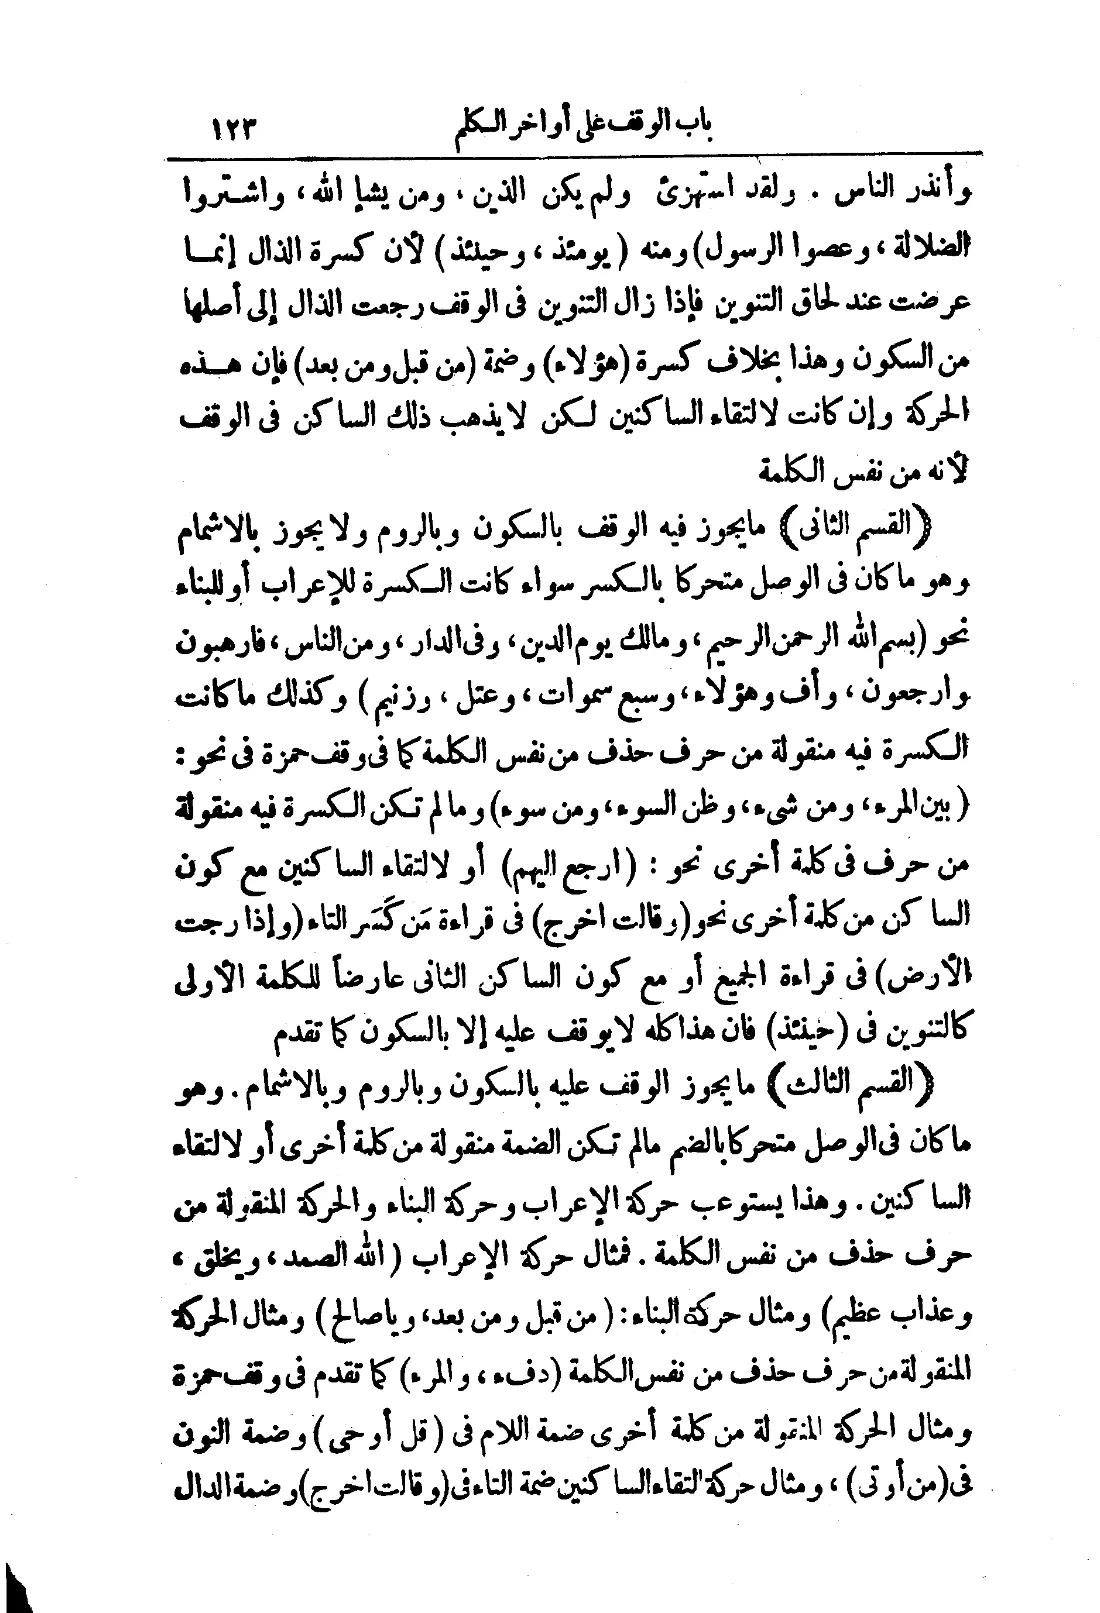 باب الوقف على أواخر الكلم ١٢٣
وأنذر الناس . ولقد استهزئ ولم يكن الذين ، ومن يشإ الله ، واشتروا
الضلالة ، وعصوا الرسول) ومنه (يومئذ ، وحينئذ) لأن كسرة الذال إنما
عرضت عند لحاق التنوين فإذا زال التنوين فى الوقف رجعت الذال إلى أصلها
من السكون وهذا بخلاف كسرة (هؤلاء) وضمة (من قبل ومن بعد) فإن هذه
الحركة وإن كانت لالتقاء الساكنين لكن لا يذهب ذلك الساكن فى الوقف
لأنه من نفس الكلمة
(القسم الثانى) ما يجوز فيه الوقف بالسكون وبالروم ولا يجوز بالاشمام
وهو ما كان فى الوصل متحركا بالكسر سواء كانت الكسرة للإعراب أو للبناء
نحو (بسم الله الرحمن الرحيم ، ومالك يوم الدين ، وفى الدار ، ومن الناس ، فارهبون
وارجعون ، وأف وهؤلاء ، وسبع سموات ، وعتل ، رزنيم) وكذلك ما كانت
الكسرة فيه منقولة من حرف حذف من نفس الكلمة كما فى وقف حمزة فى نحو :
(بين المرء ، ومن شىء ، وظن السوء ، ومن سوء) وما لم تكن الكسرة فيه منقولة
من حرف فى كلمة أخرى نحو : (ارجع اليهم) أو لالتقاء الساكنين مع كون
الساكن من كلمة أخرى نحو (وقالت اخرج) فى قراءة مَن كَسَر التاء (وإذا رجت
الأرض) فى قراءة الجميع أو مع كون الساكن الثانى عارضاً للكلمة الأولى
كالتنوين فى (حينئذ) فان هذا كله لا يوقف عليه إلا بالسكون كما تقدم
(القسم الثالث) ما يجوز الوقف عليه بالسكون وبالروم وبالاشمام . وهو
ما كان فى الوصل متحركا بالضم ما لم تكن الضمة منقولة من كلمة أخرى أو لالتقاء
الساكنين . وهذا يستوعب حركة الإعراب وحركة البناء والحركة المنقولة من
حرف حذف من نفس الكلمة . فمثال حركة الإعراب (الله الصمد ، ويخلق ،
وعذاب عظيم) ومثال حركة البناء : (من قبل ومن بعد ، ويا صالح) ومثال الحركة
المنقولة من حرف حذف من نفس الكلمة (دفء ، والمرء) كما تقدم فى وقف حمزة
ومثال الحركة المنقولة من كلمة أخرى ضمة اللام فى (قل أوحى) وضمة النون
فى (من أوتى) ، ومثال حركة التقاء الساكنين ضمة التاء فى (وقالت اخرج) وضمة الدال